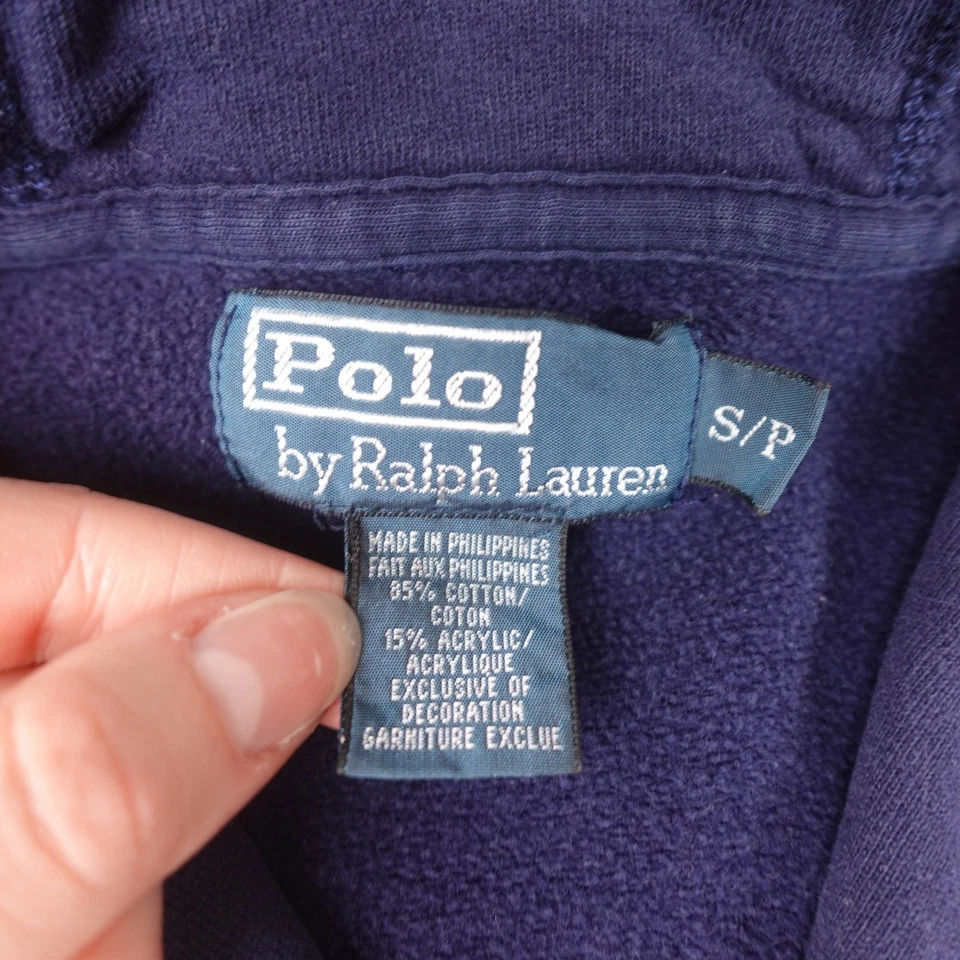 Polo
by Ralph Lauren
S/P
MADE IN PHILIPPINES
FAIT AUX PHILIPPINES
85% COTTON/
COTON
15% ACRYLIC/
ACRYLIQUE
EXCLUSIVE OF
DECORATION
GARNITURE EXCLUE